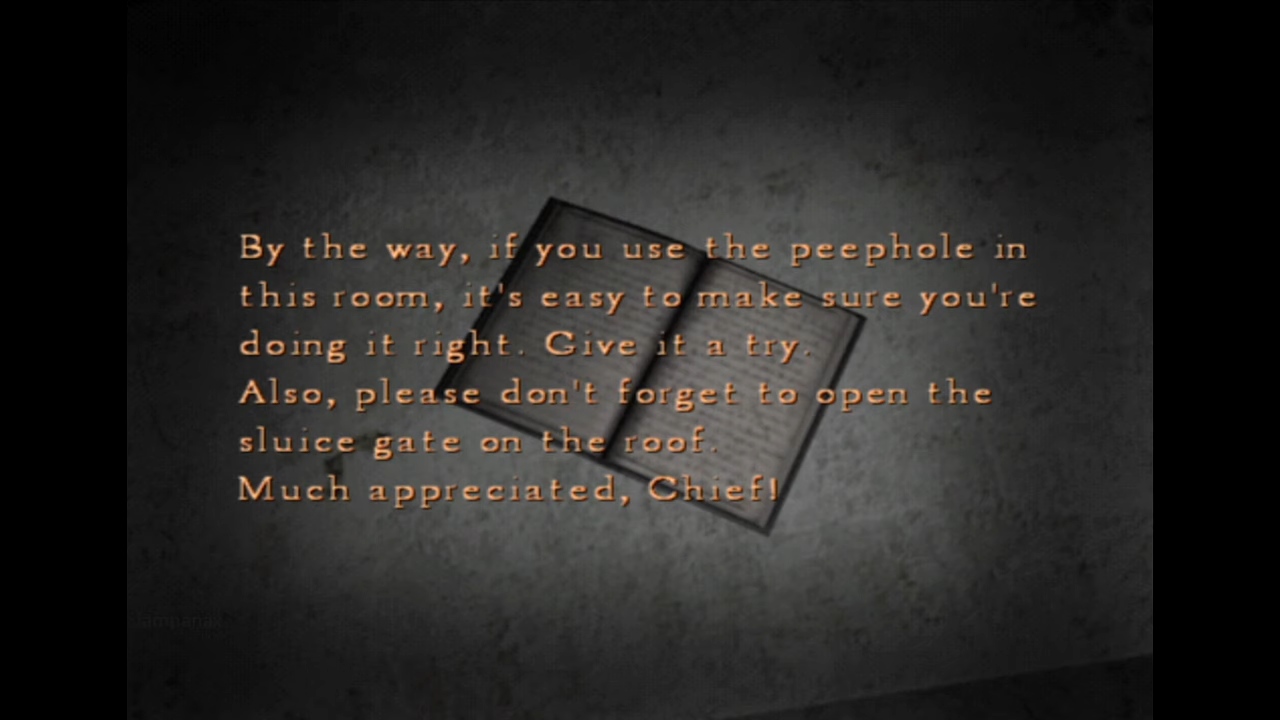 By the way, if you use the peephole in
this room, it's easy to make sure you're
doing it right. Give it a try.
Also, please don't forget to open the
sluice gate on the roof.
Much appreciated, Chief!